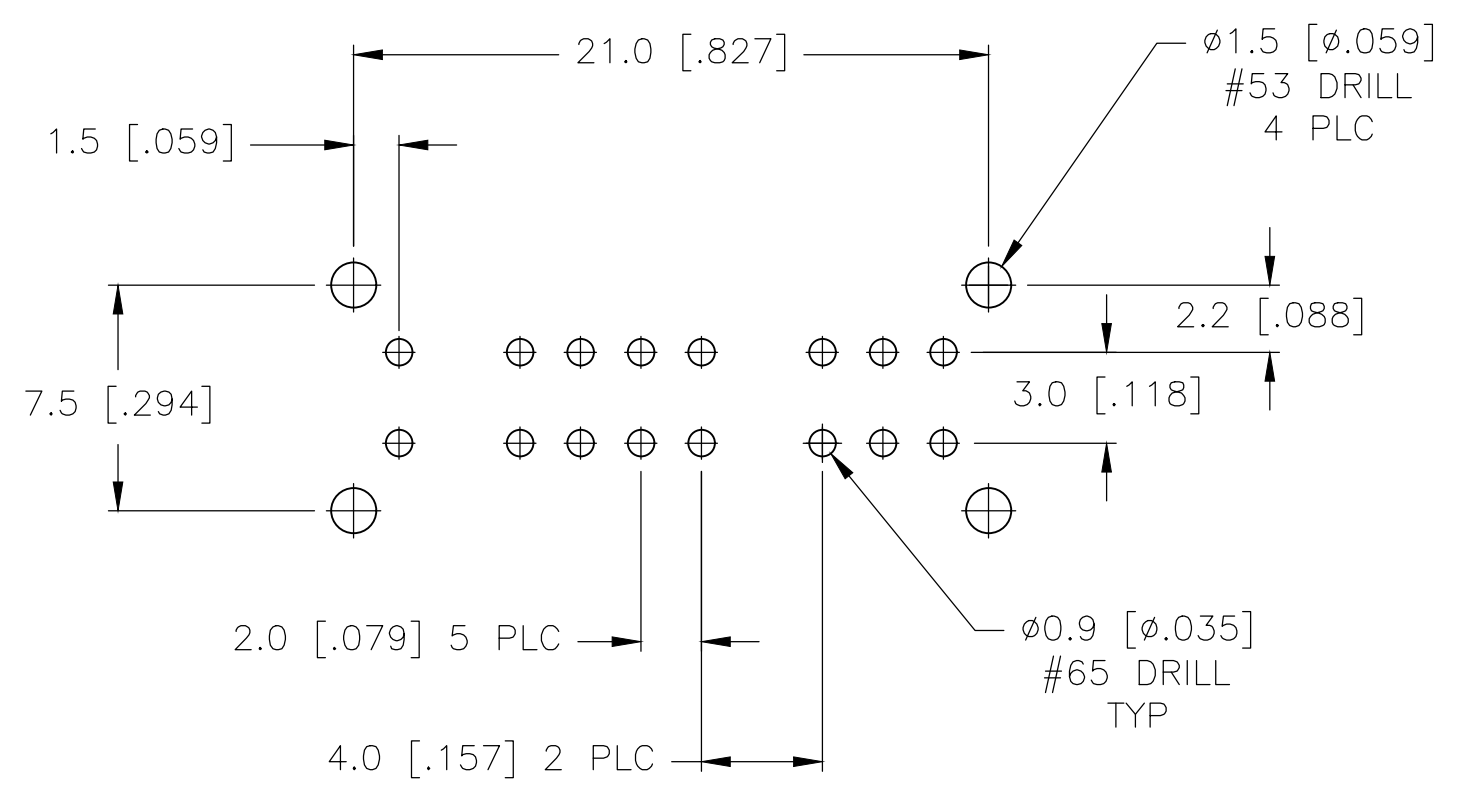 21.0 [.827]
ø1.5 [ø.059]
#53 DRILL
4 PLC
1.5 [.059]
2.2 [.088]
3.0 [.118]
7.5 [.294]
2.0 [.079] 5 PLC
ø0.9 [ø.035]
#65 DRILL
TYP
4.0 [.157] 2 PLC